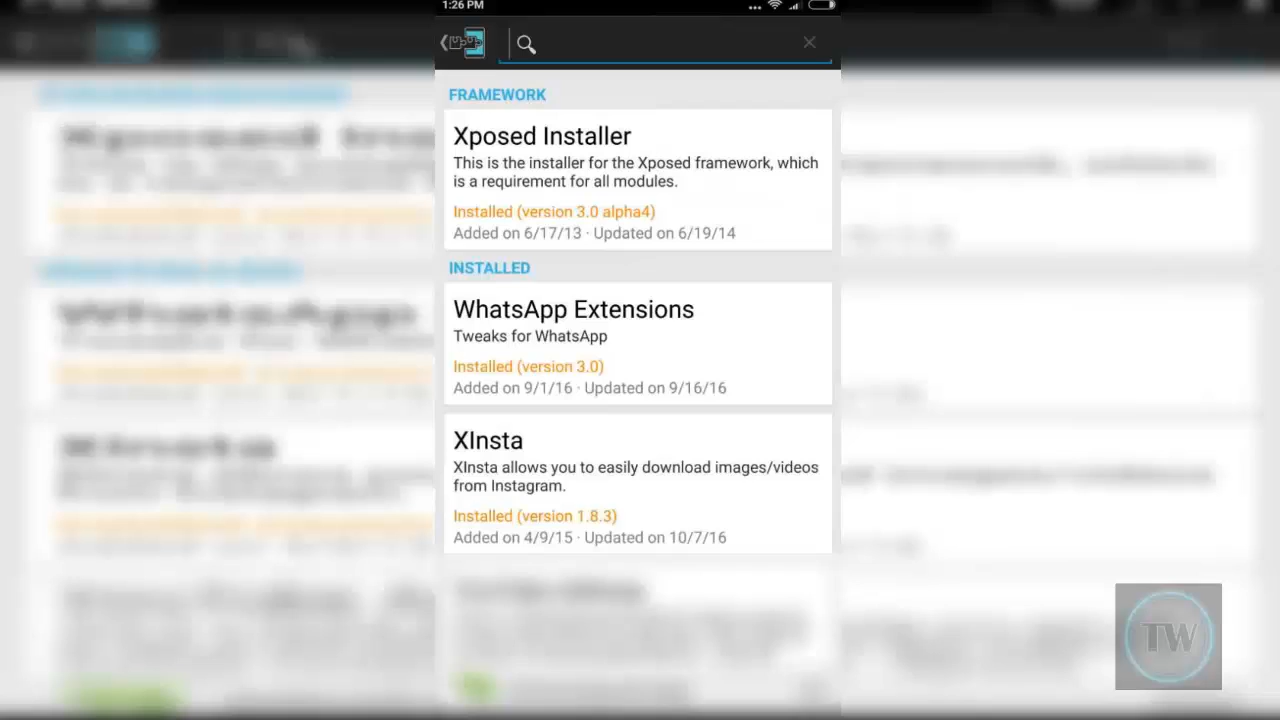 1:26 PM
FRAMEWORK
Xposed Installer
This is the installer for the Xposed framework, which
is a requirement for all modules.
Installed (version 3.0 alpha4)
Added on 6/17/13 · Updated on 6/19/14
INSTALLED
WhatsApp Extensions
Tweaks for WhatsApp
Installed (version 3.0)
Added on 9/1/16 · Updated on 9/16/16
XInsta
XInsta allows you to easily download images/videos
from Instagram.
Installed (version 1.8.3)
Added on 4/9/15 · Updated on 10/7/16
TW